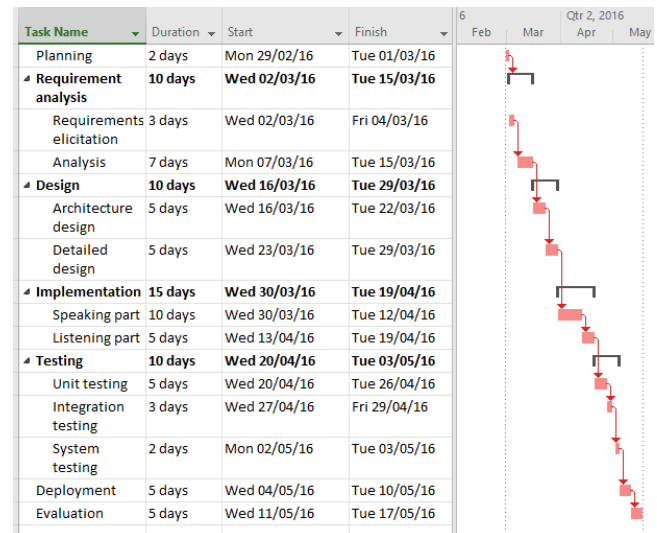 6 Qtr 2, 2016
Task Name Duration Start Finish Feb Mar Apr May
Planning 2 days Mon 29/02/16 Tue 01/03/16
Requirement 10 days Wed 02/03/16 Tue 15/03/16
analysis
Requirements 3 days Wed 02/03/16 Fri 04/03/16
elicitation
Analysis 7 days Mon 07/03/16 Tue 15/03/16
Design 10 days Wed 16/03/16 Tue 29/03/16
Architecture 5 days Wed 16/03/16 Tue 22/03/16
design
Detailed 5 days Wed 23/03/16 Tue 29/03/16
design
Implementation 15 days Wed 30/03/16 Tue 19/04/16
Speaking part 10 days Wed 30/03/16 Tue 12/04/16
Listening part 5 days Wed 13/04/16 Tue 19/04/16
Testing 10 days Wed 20/04/16 Tue 03/05/16
Unit testing 5 days Wed 20/04/16 Tue 26/04/16
Integration 3 days Wed 27/04/16 Fri 29/04/16
testing
System 2 days Mon 02/05/16 Tue 03/05/16
testing
Deployment 5 days Wed 04/05/16 Tue 10/05/16
Evaluation 5 days Wed 11/05/16 Tue 17/05/16